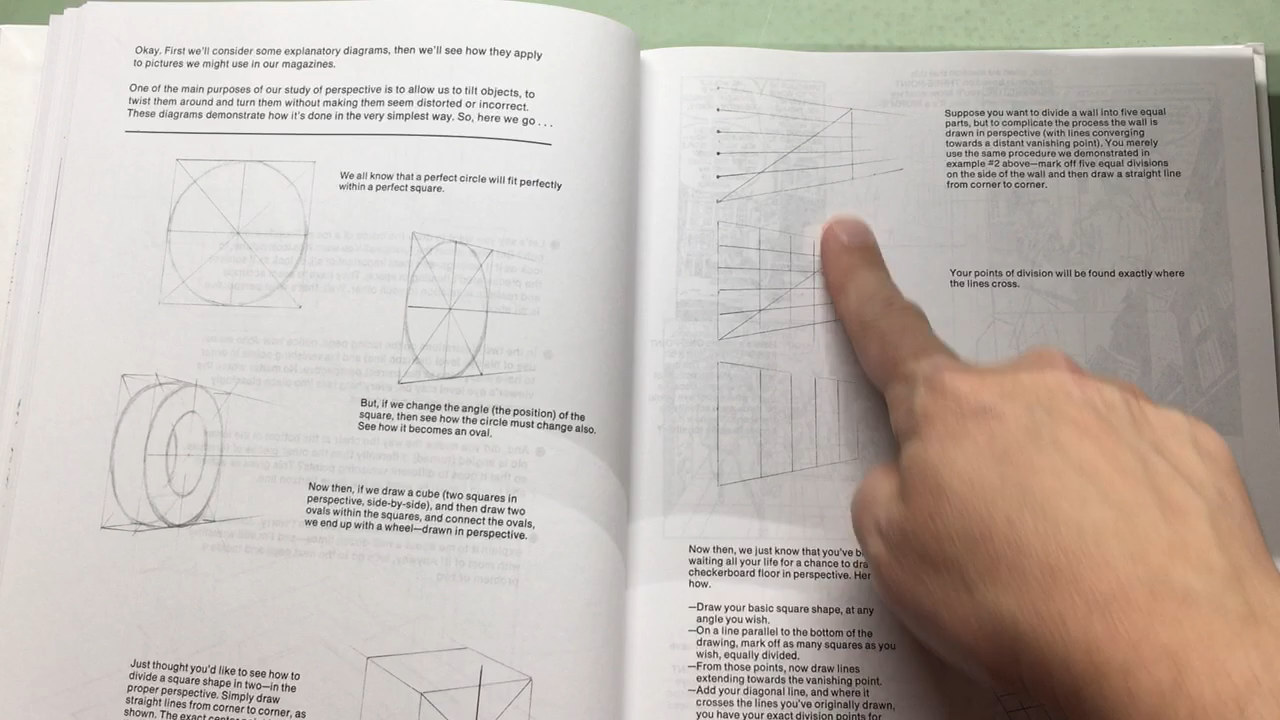 Okay. First we'll consider some explanatory diagrams, then we'll see how they apply
to pictures we might use in our magazines.
One of the main purposes of our study of perspective is to allow us to tilt objects, to
twist them around and turn them without making them seem distorted or incorrect.
These diagrams demonstrate how it's done in the very simplest way. So, here we go . . .
We all know that a perfect circle will fit perfectly
within a perfect square.
But, if we change the angle (the position) of the
square, then see how the circle must change also.
See how it becomes an oval.
Now then, if we draw a cube (two squares in
perspective, side-by-side), and then draw two
ovals within the squares, and connect the ovals,
we end up with a wheel—drawn in perspective.
Just thought you'd like to see how to
divide a square shape in two—in the
proper perspective. Simply draw
straight lines from corner to corner, as
shown. The exact
Suppose you want to divide a wall into five equal
parts, but to complicate the process the wall is
drawn in perspective (with lines converging
towards a distant vanishing point). You merely
use the same procedure we demonstrated in
example #2 above—mark off five equal divisions
on the side of the wall and then draw a straight line
from corner to corner.
Your points of division will be found exactly where
the lines cross.
Now then, we just know that you've
waiting all your life for a chance to
checkerboard floor in perspective.
how.
—Draw your basic square shape, at any
angle you wish.
—On a line parallel to the bottom of the
drawing, mark off as many squares as you
wish, equally divided.
—From those points, now draw lines
extending towards the vanishing point.
—Add your diagonal line, and where it
crosses the lines you've originally drawn,
you have your exact division points for